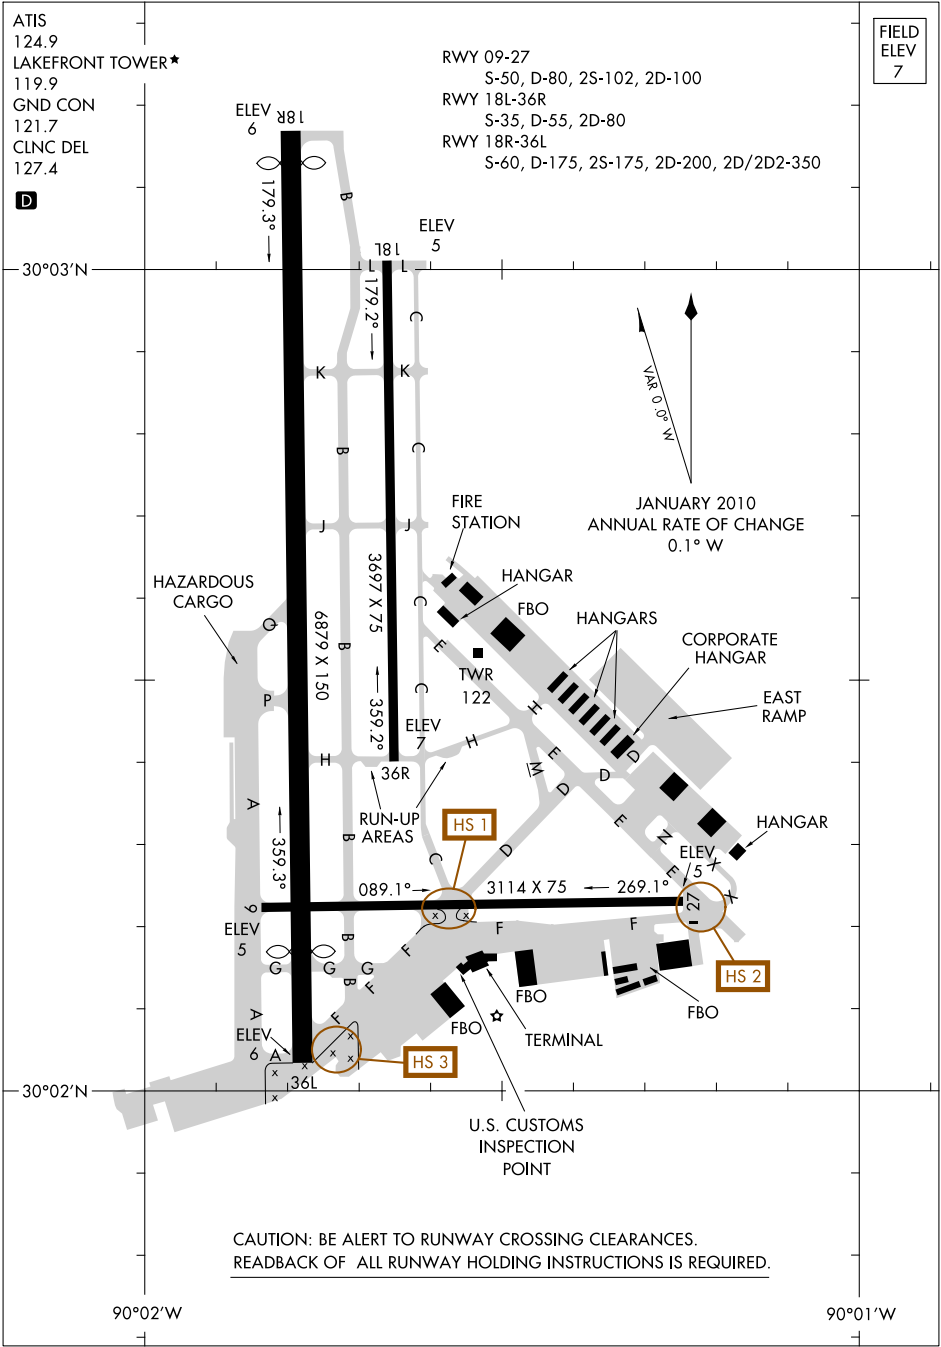 ATIS
124.9
LAKEFRONT TOWER★
119.9
GND CON
121.7
CLNC DEL
127.4
D
RWY 09-27
S-50, D-80, 2S-102, 2D-100
RWY 18L-36R
S-35, D-55, 2D-80
RWY 18R-36L
S-60, D-175, 2S-175, 2D-200, 2D/2D2-350
FIELD
ELEV
7
ELEV
6
18R
179.3°
B
ELEV
5
18L
L
L
30°03'N
179.2°
C
K
K
VAR 0.0° W
B
C
JANUARY 2010
ANNUAL RATE OF CHANGE
0.1° W
FIRE
STATION
J
J
HAZARDOUS
CARGO
3697 X 75
HANGAR
FBO
HANGARS
C
Q
6879 X 150
B
E
CORPORATE
HANGAR
TWR
122
P
359.2°
C
EAST
RAMP
ELEV
7
H
H
H
36R
E
D
D
D
M
RUN-UP
AREAS
A
359.3°
B
HS 1
E
N
HANGAR
C
D
ELEV
5
E
X
X
9
089.1°
3114 X 75
269.1°
27
ELEV
5
x
x
F
F
F
B
G
G
G
B
F
HS 2
FBO
FBO
FBO
TERMINAL
A
F
ELEV
6
A
x
x
x
HS 3
x
x
x
36L
30°02'N
U.S. CUSTOMS
INSPECTION
POINT
CAUTION: BE ALERT TO RUNWAY CROSSING CLEARANCES.
READBACK OF ALL RUNWAY HOLDING INSTRUCTIONS IS REQUIRED.
90°02'W
90°01'W